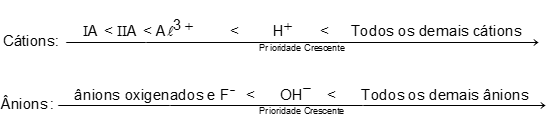 Cátions: IA < IIA < Aℓ3+ < H+ < Todos os demais cátions
Prioridade Crescente
Ânions: ânions oxigenados e F- < OH− < Todos os demais ânions
Prioridade Crescente